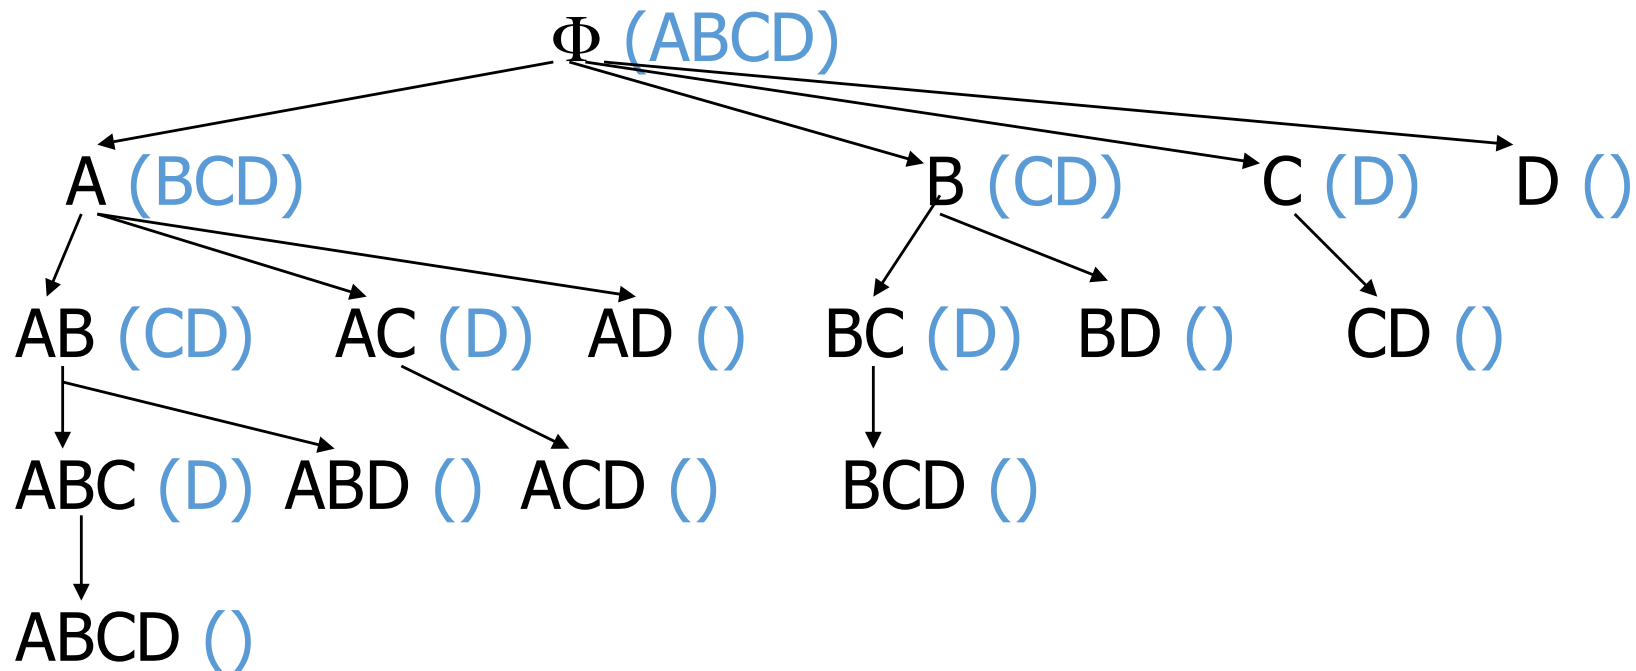 Φ (ABCD)
A (BCD) B (CD) C (D) D ()
AB (CD) AC (D) AD () BC (D) BD () CD ()
ABC (D) ABD () ACD () BCD ()
ABCD ()